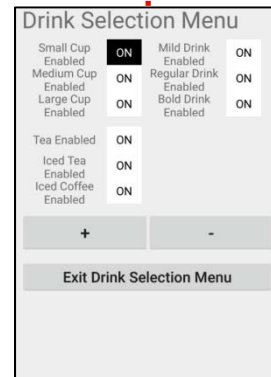 Drink Selection Menu
Small Cup Enabled ON Mild Drink Enabled ON
Medium Cup Enabled ON Regular Drink Enabled ON
Large Cup Enabled ON Bold Drink Enabled ON
Tea Enabled ON
Iced Tea Enabled ON
Iced Coffee Enabled ON
+ -
Exit Drink Selection Menu